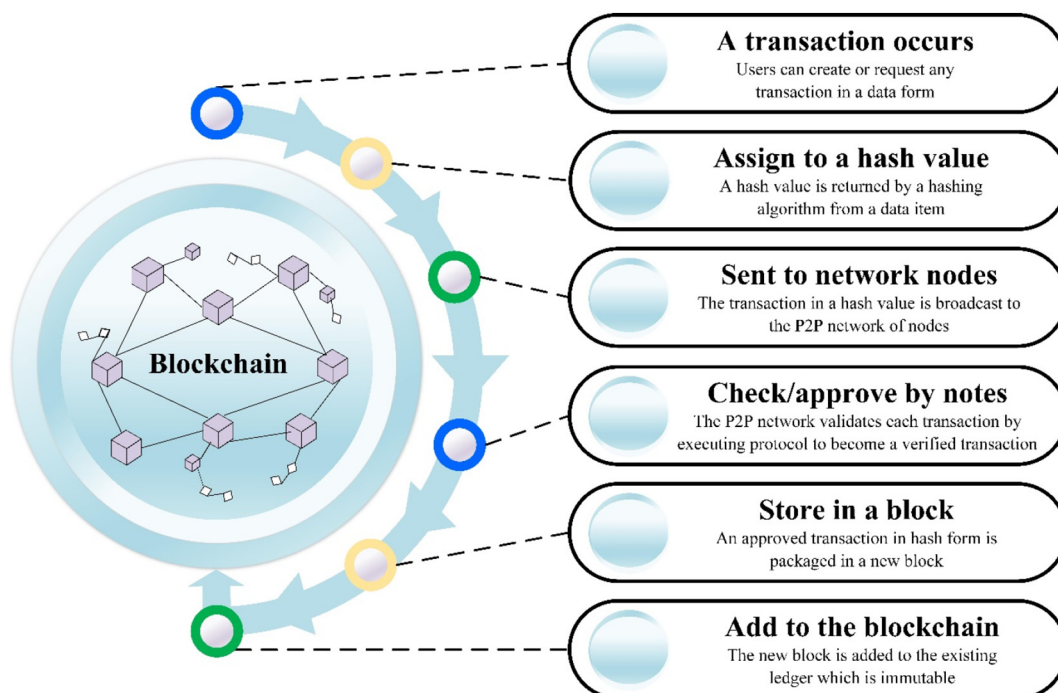 A transaction occurs
Users can create or request any
transaction in a data form
Assign to a hash value
A hash value is returned by a hashing
algorithm from a data item
Sent to network nodes
The transaction in a hash value is broadcast to
the P2P network of nodes
Blockchain
Check/approve by notes
The P2P network validates each transaction by
executing protocol to become a verified transaction
Store in a block
An approved transaction in hash form is
packaged in a new block
Add to the blockchain
The new block is added to the existing
ledger which is immutable